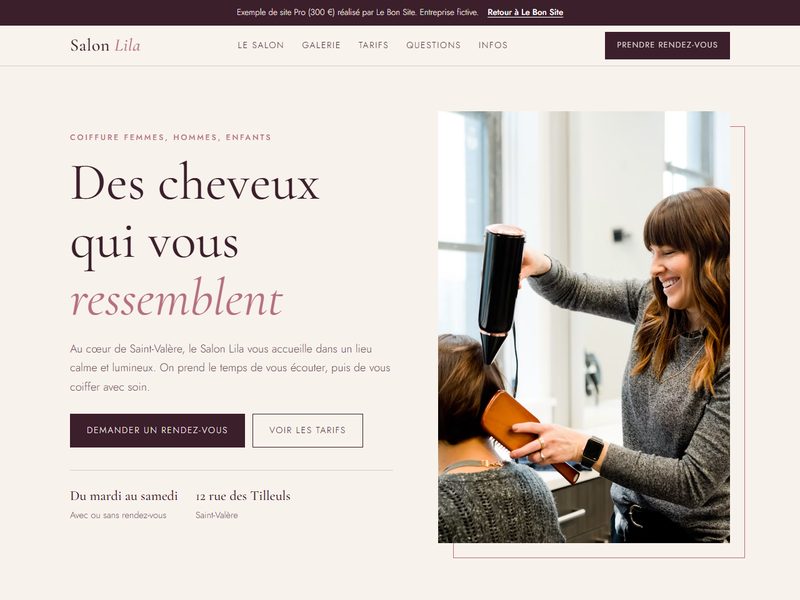 Exemple de site Pro (300 €) réalisé par Le Bon Site. Entreprise fictive. Retour à Le Bon Site
Salon Lila LE SALON GALERIE TARIFS QUESTIONS INFOS PRENDRE RENDEZ-VOUS
COIFFURE FEMMES, HOMMES, ENFANTS
Des cheveux
qui vous
ressemblent
Au cœur de Saint-Valère, le Salon Lila vous accueille dans un lieu
calme et lumineux. On prend le temps de vous écouter, puis de vous
coiffer avec soin.
DEMANDER UN RENDEZ-VOUS VOIR LES TARIFS
Du mardi au samedi 12 rue des Tilleuls
Avec ou sans rendez-vous Saint-Valère